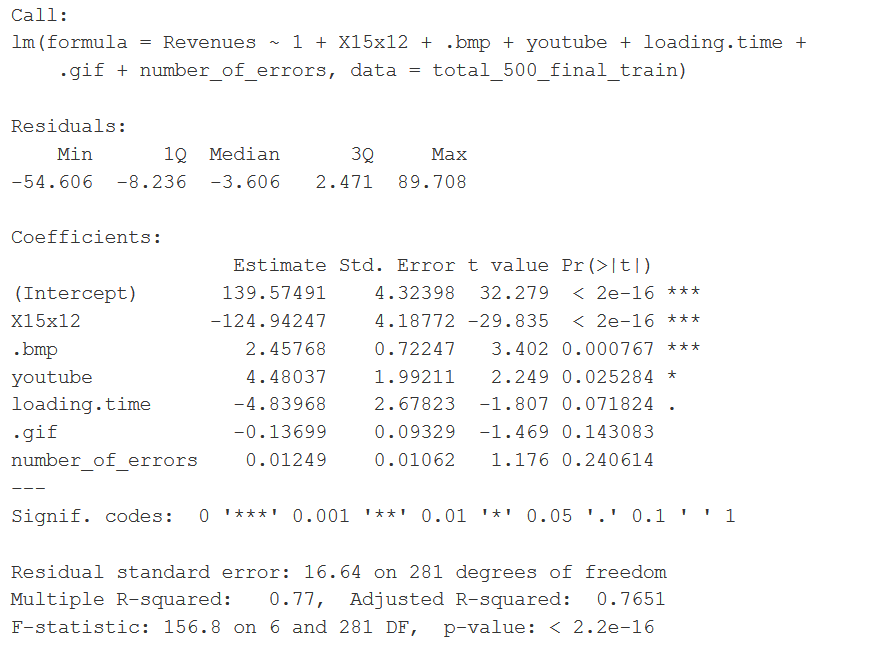 Call:
lm(formula = Revenues ~ 1 + X15x12 + .bmp + youtube + loading.time +
    .gif + number_of_errors, data = total_500_final_train)

Residuals:
    Min      1Q  Median      3Q     Max
-54.606  -8.236  -3.606   2.471  89.708

Coefficients:
                   Estimate Std. Error t value Pr(>|t|)
(Intercept)       139.57491    4.32398  32.279  < 2e-16 ***
X15x12           -124.94247    4.18772 -29.835  < 2e-16 ***
.bmp                2.45768    0.72247   3.402 0.000767 ***
youtube             4.48037    1.99211   2.249 0.025284 *
loading.time       -4.83968    2.67823  -1.807 0.071824 .
.gif               -0.13699    0.09329  -1.469 0.143083
number_of_errors    0.01249    0.01062   1.176 0.240614
---
Signif. codes:  0 '***' 0.001 '**' 0.01 '*' 0.05 '.' 0.1 ' ' 1

Residual standard error: 16.64 on 281 degrees of freedom
Multiple R-squared:   0.77,  Adjusted R-squared:  0.7651
F-statistic: 156.8 on 6 and 281 DF,  p-value: < 2.2e-16